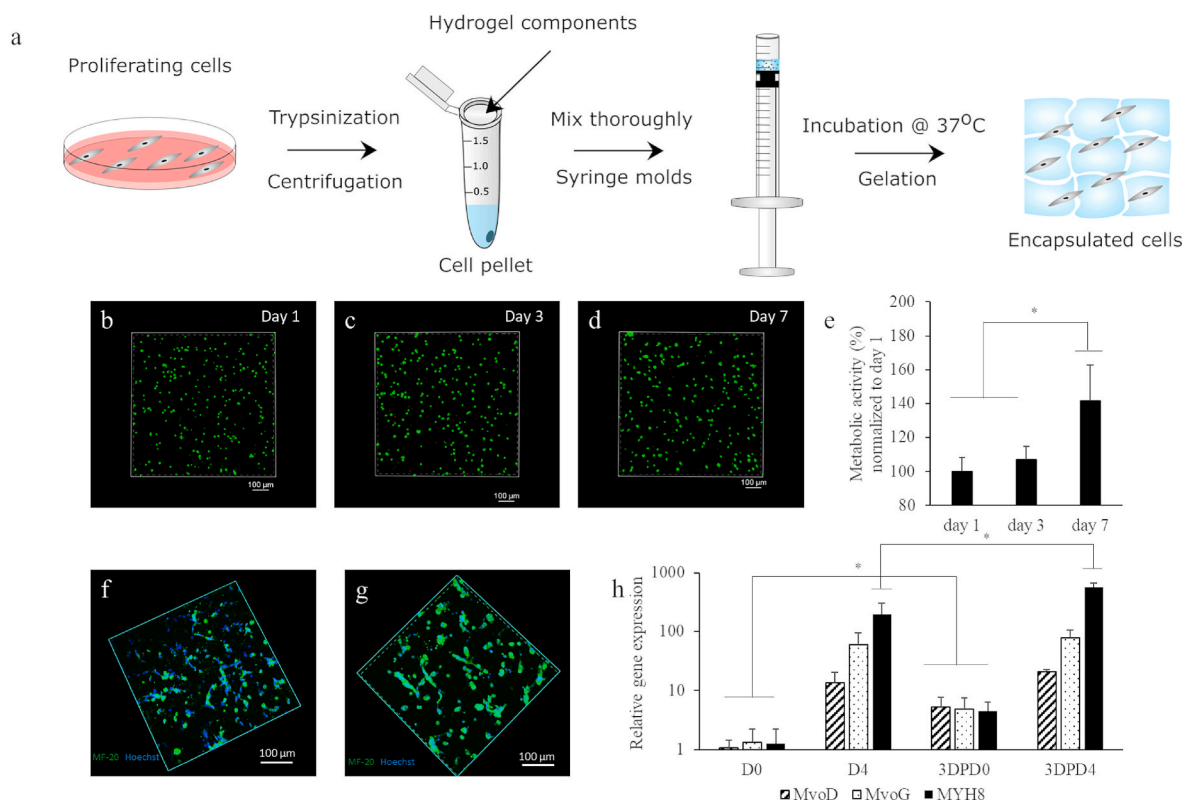 a
Hydrogel components
Proliferating cells
Trypsinization
Centrifugation
1.5
1.0
0.5
Cell pellet
Mix thoroughly
Syringe molds
Incubation @ 37ᴼC
Gelation
Encapsulated cells
b
Day 1
100 µm
c
Day 3
100 µm
d
Day 7
100 µm
e
Metabolic activity (%)
normalized to day 1
200
180
160
140
120
100
80
*
day 1 day 3 day 7
f
MF-20 Hoechst
100 µm
g
MF-20 Hoechst
100 µm
h
Relative gene expression
1000
100
10
1
*
*
D0 D4 3DPD0 3DPD4
MyoD MyoG MYH8